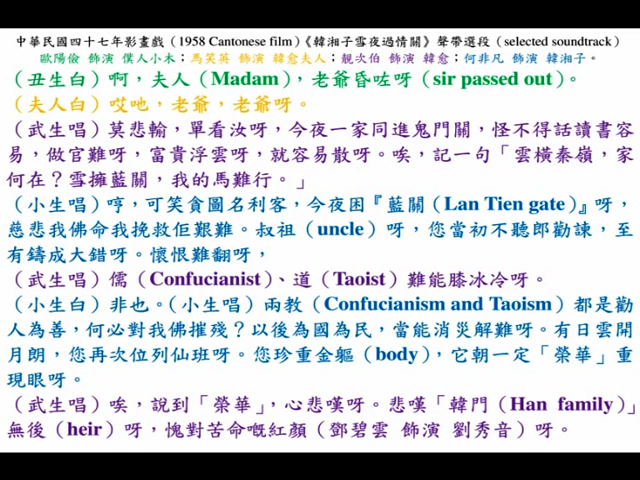 中華民國四十七年影畫戲（1958 Cantonese film）《韓湘子雪夜過情關》聲帶選段（selected soundtrack）
歐陽儉 飾演 僕人小木；馬笑英 飾演 韓愈夫人；靚次伯 飾演 韓愈；何非凡 飾演 韓湘子。
（丑生白）啊，夫人（Madam），老爺昏咗呀（sir passed out）。
（夫人白）哎吔，老爺，老爺呀。
（武生唱）莫悲輸，單看汝呀，今夜一家同進鬼門關，怪不得話讀書容
易，做官難呀，富貴浮雲呀，就容易散呀。唉，記一句「雲橫秦嶺，家
何在？雪擁藍關，我的馬難行。」
（小生唱）哼，可笑貪圖名利客，今夜困『藍關（Lan Tien gate）』呀，
慈悲我佛命我挽救佢艱難。叔祖（uncle）呀，您當初不聽郎勸諫，至
有鑄成大錯呀。懷恨難翻呀，
（武生唱）儒（Confucianist）、道（Taoist）難能膝冰冷呀。
（小生白）非也。（小生唱）兩教（Confucianism and Taoism）都是勸
人為善，何必對我佛摧殘？以後為國為民，當能消災解難呀。有日雲開
月朗，您再次位列仙班呀。您珍重金軀（body），它朝一定「榮華」重
現眼呀。
（武生唱）唉，說到「榮華」，心悲嘆呀。悲嘆「韓門（Han family）」
無後（heir）呀，愧對苦命嘅紅顏（鄧碧雲 飾演 劉秀音）呀。